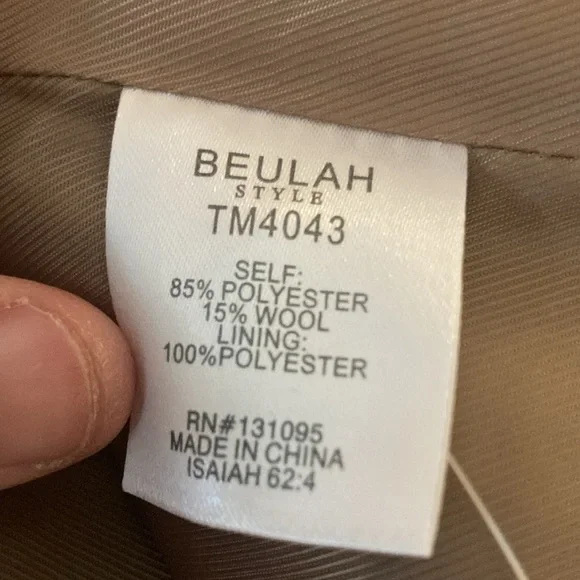 BEULAH
STYLE
TM4043
SELF:
85% POLYESTER
15% WOOL
LINING:
100%POLYESTER
RN#131095
MADE IN CHINA
ISAIAH 62:4